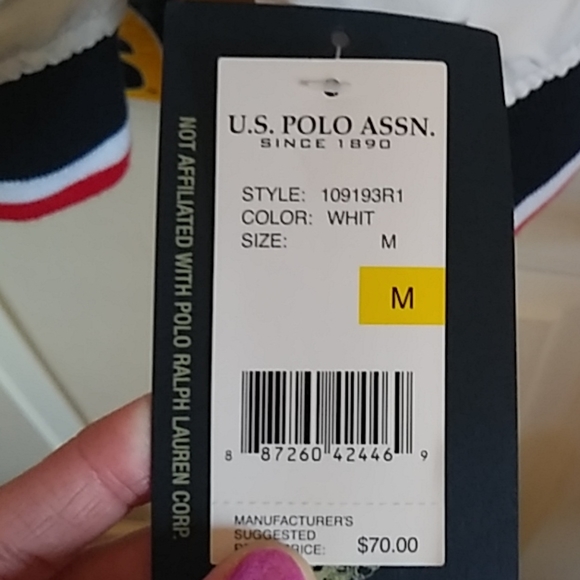 U.S. POLO ASSN.
SINCE 1890
STYLE: 109193R1
COLOR: WHIT
SIZE: M
M
8 87260 42446 9
MANUFACTURER'S
SUGGESTED
$70.00
NOT AFFILIATED WITH POLO RALPH LAUREN CORP.